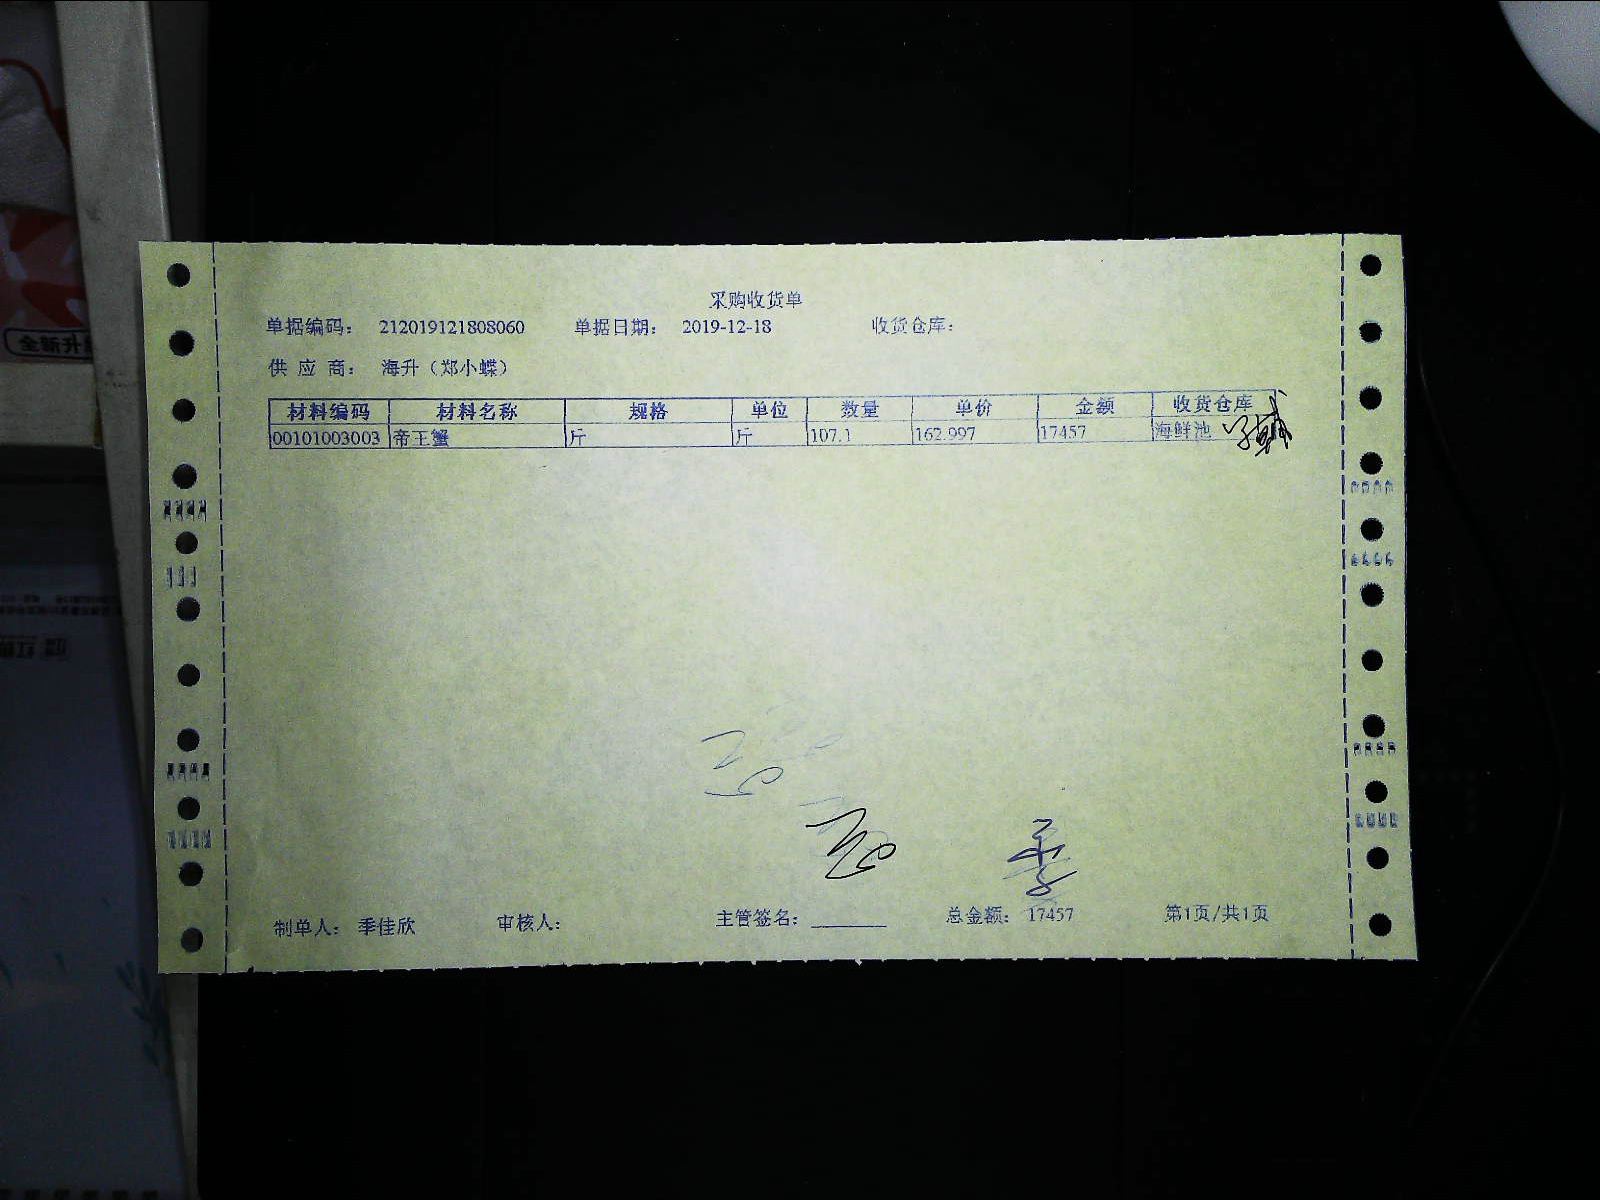 采购收货单
单据编码： 212019121808060 单据日期： 2019-12-18 收货仓库：
供 应 商： 海升（郑小蝶）
材料编码 材料名称 规格 单位 数量 单价 金额 收货仓库
00101003003 帝王蟹 斤 斤 107.1 162.997 17457 海鲜池
季
制单人： 季佳欣 审核人： 主管签名： 总金额： 17457 第1页/共1页
全新升